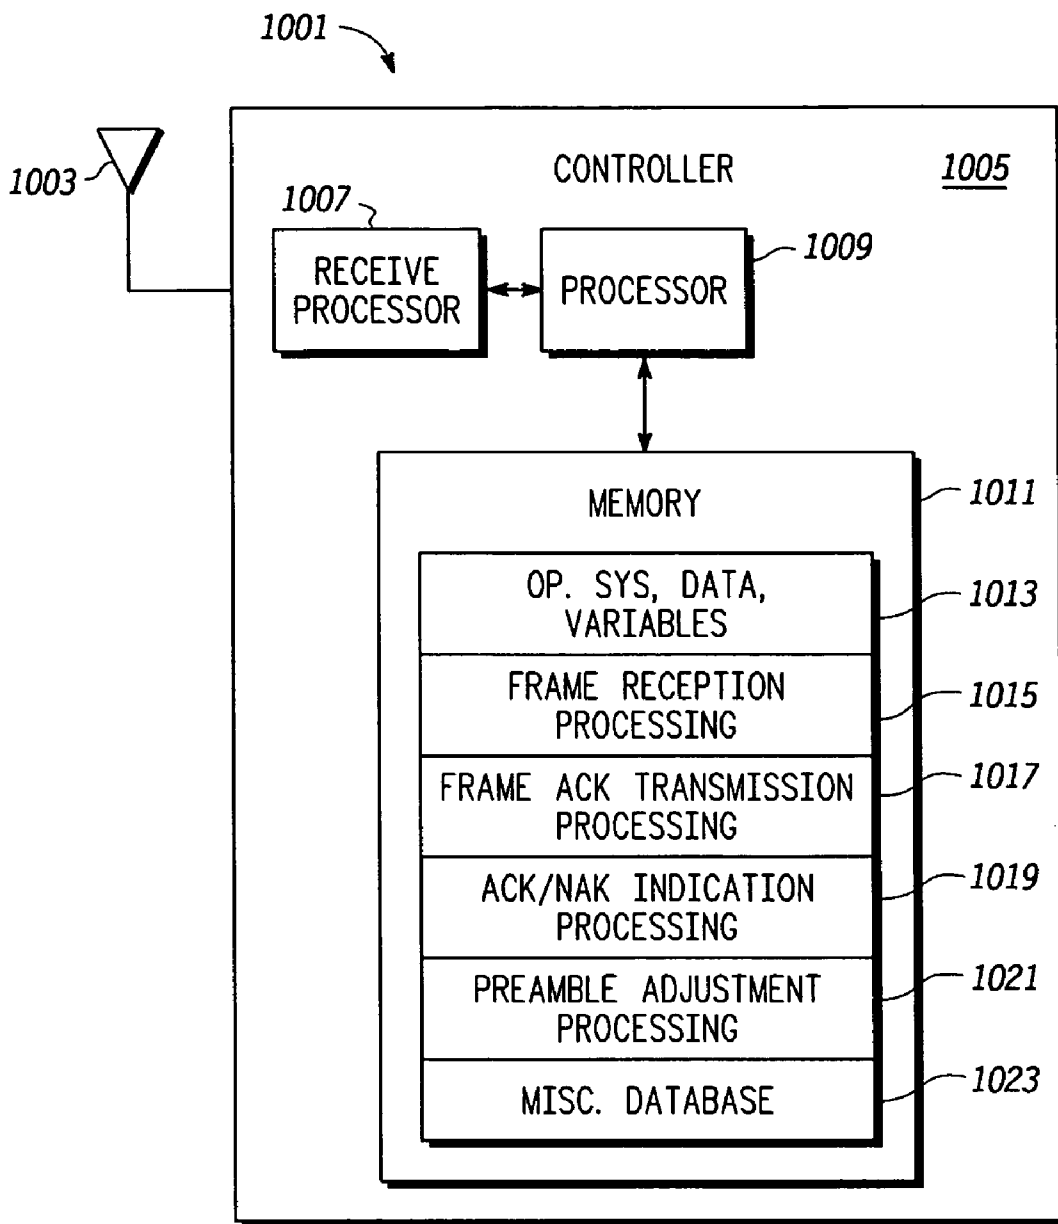 1001
1003
CONTROLLER
1005
1007
RECEIVE
PROCESSOR
PROCESSOR
1009
MEMORY
1011
OP. SYS, DATA,
VARIABLES
1013
FRAME RECEPTION
PROCESSING
1015
FRAME ACK TRANSMISSION
PROCESSING
1017
ACK/NAK INDICATION
PROCESSING
1019
PREAMBLE ADJUSTMENT
PROCESSING
1021
MISC. DATABASE
1023